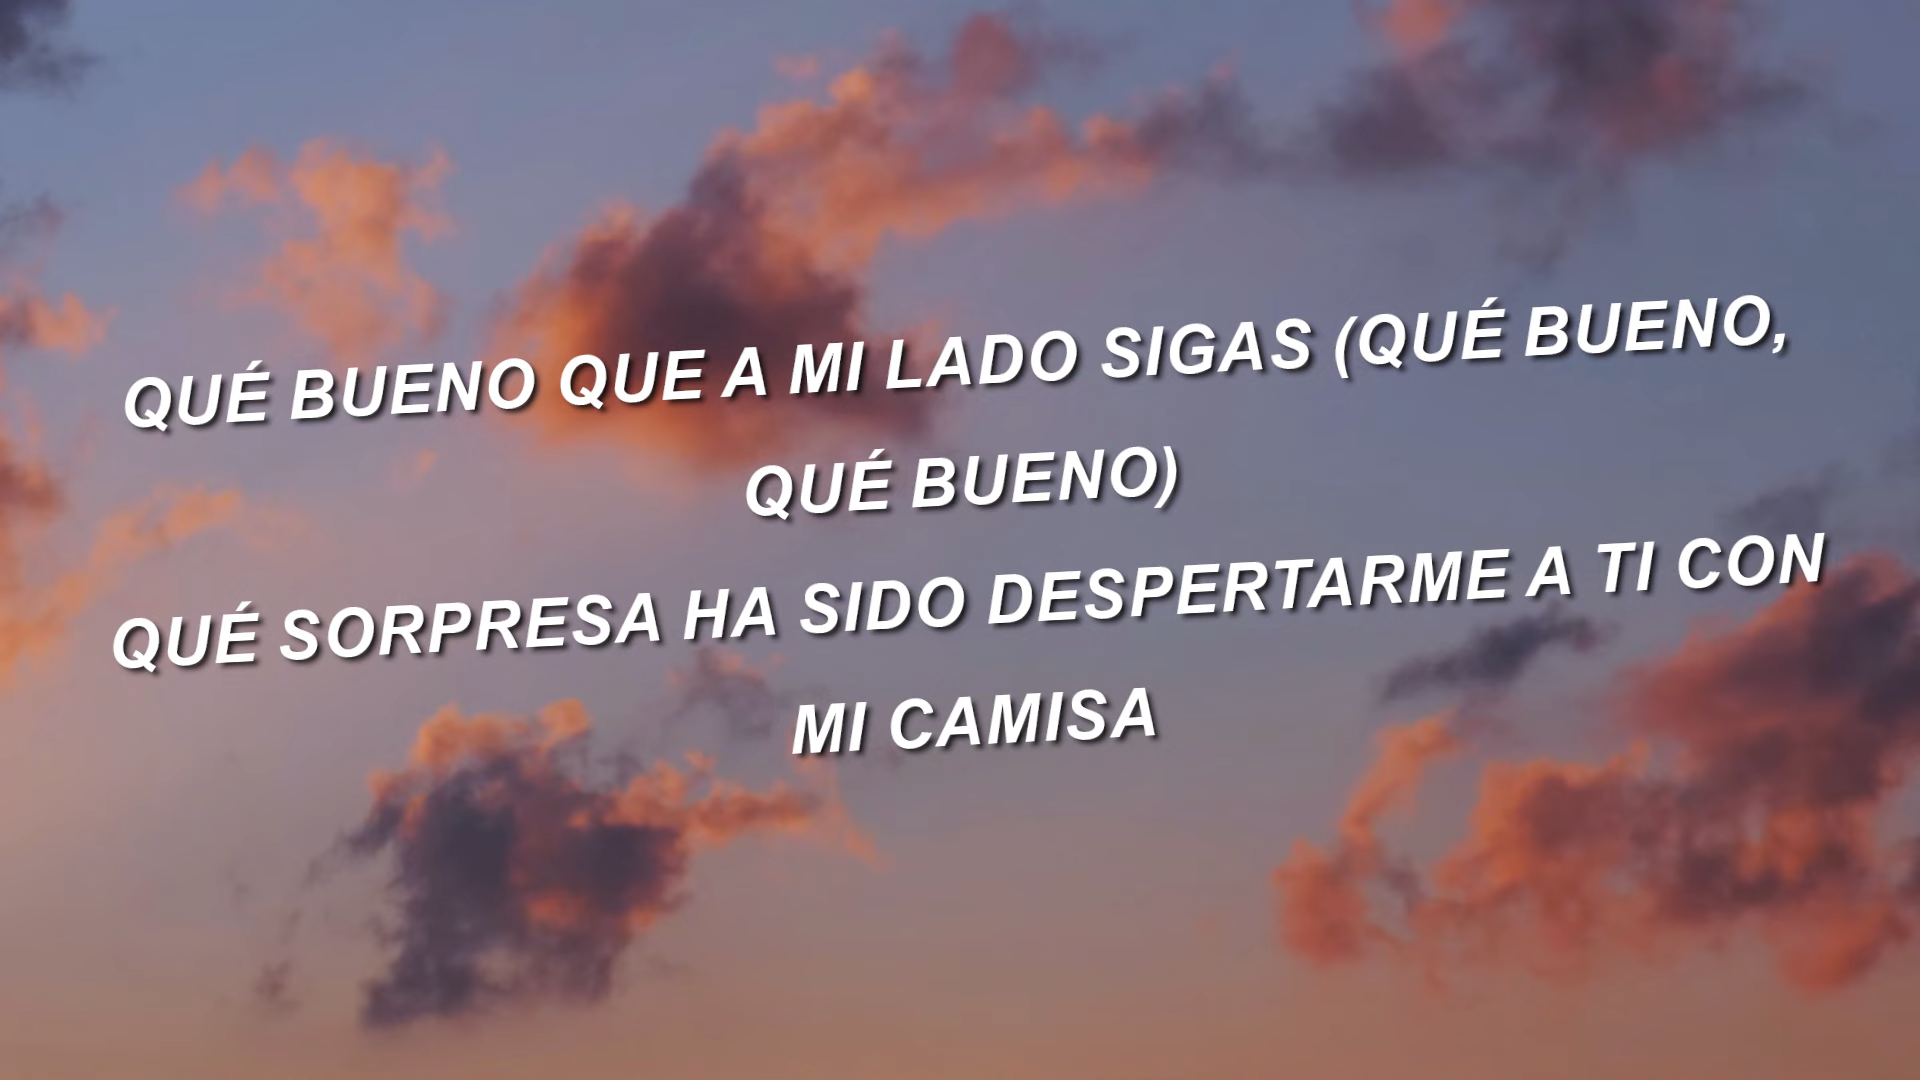 QUÉ BUENO QUE A MI LADO SIGAS (QUÉ BUENO,
QUÉ BUENO)
QUÉ SORPRESA HA SIDO DESPERTARME A TI CON
MI CAMISA